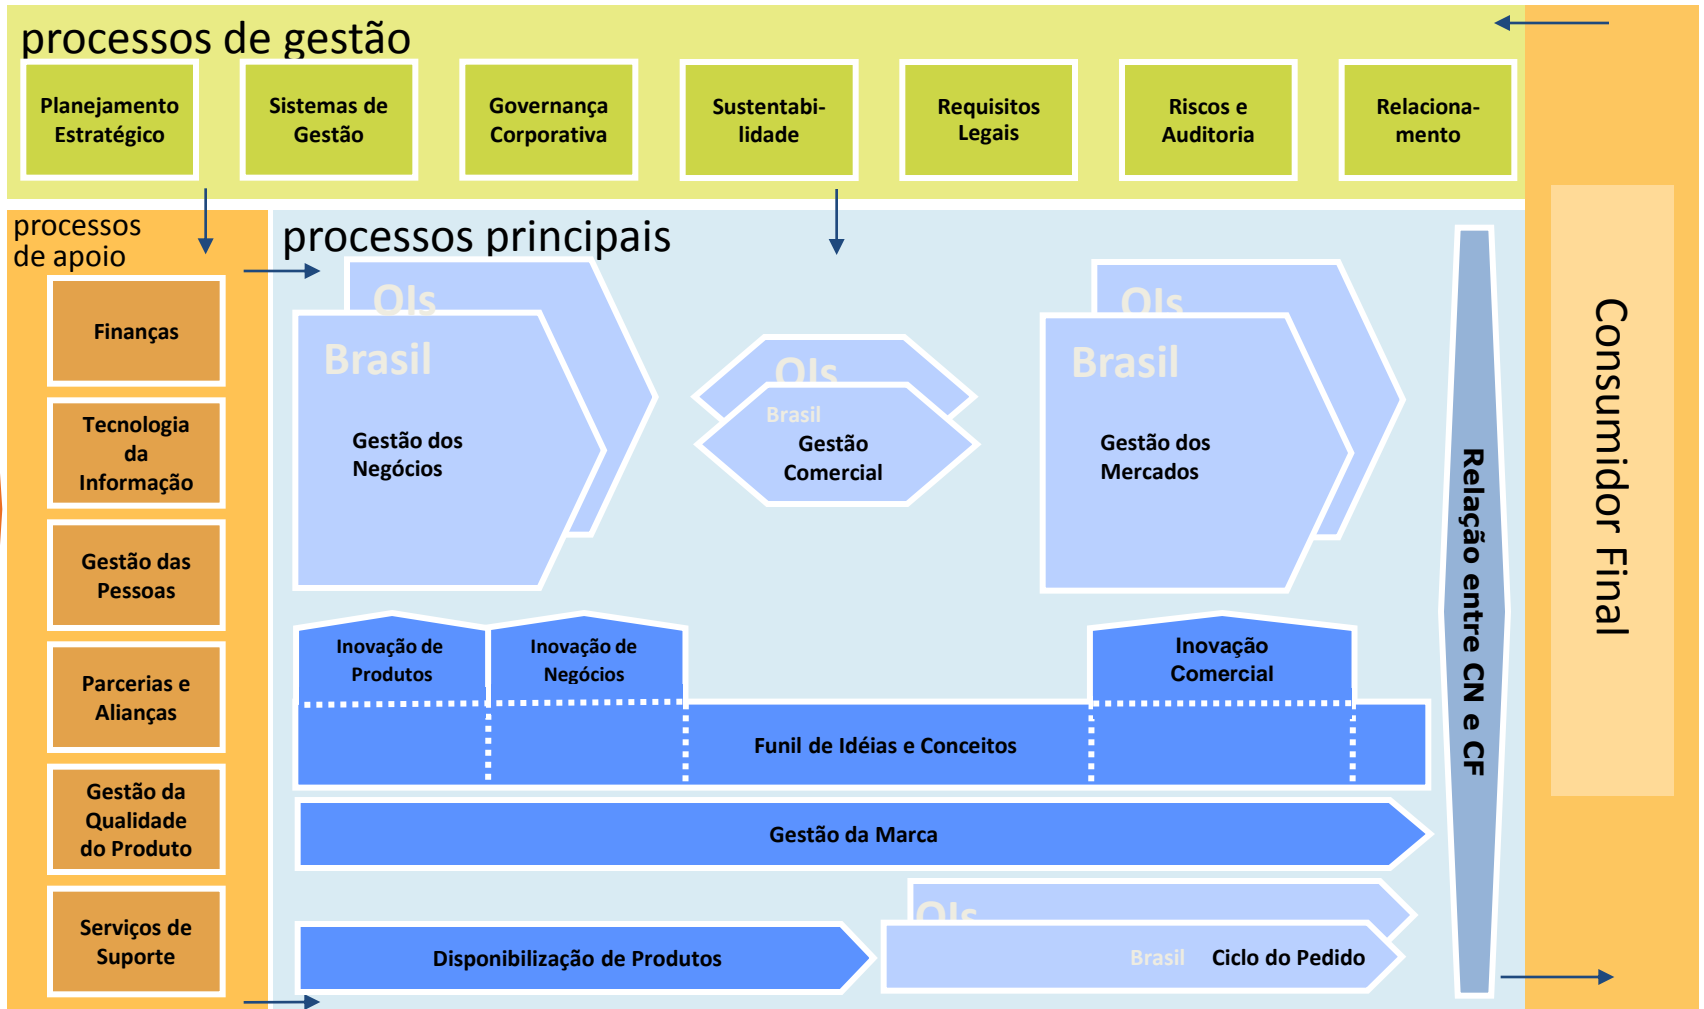 processos de gestão
Planejamento
Estratégico
Sistemas de
Gestão
Governança
Corporativa
Sustentabi-
lidade
Requisitos
Legais
Riscos e
Auditoria
Relaciona-
mento
processos
de apoio
Finanças
Tecnologia
da
Informação
Gestão das
Pessoas
Parcerias e
Alianças
Gestão da
Qualidade
do Produto
Serviços de
Suporte
processos principais
OIs
Brasil
Gestão dos
Negócios
OIs
Brasil
Gestão
Comercial
OIs
Brasil
Gestão dos
Mercados
Inovação de
Produtos
Inovação de
Negócios
Inovação
Comercial
Funil de Idéias e Conceitos
Gestão da Marca
Disponibilização de Produtos
OIs
Brasil Ciclo do Pedido
Relação entre CN e CF
Consumidor Final